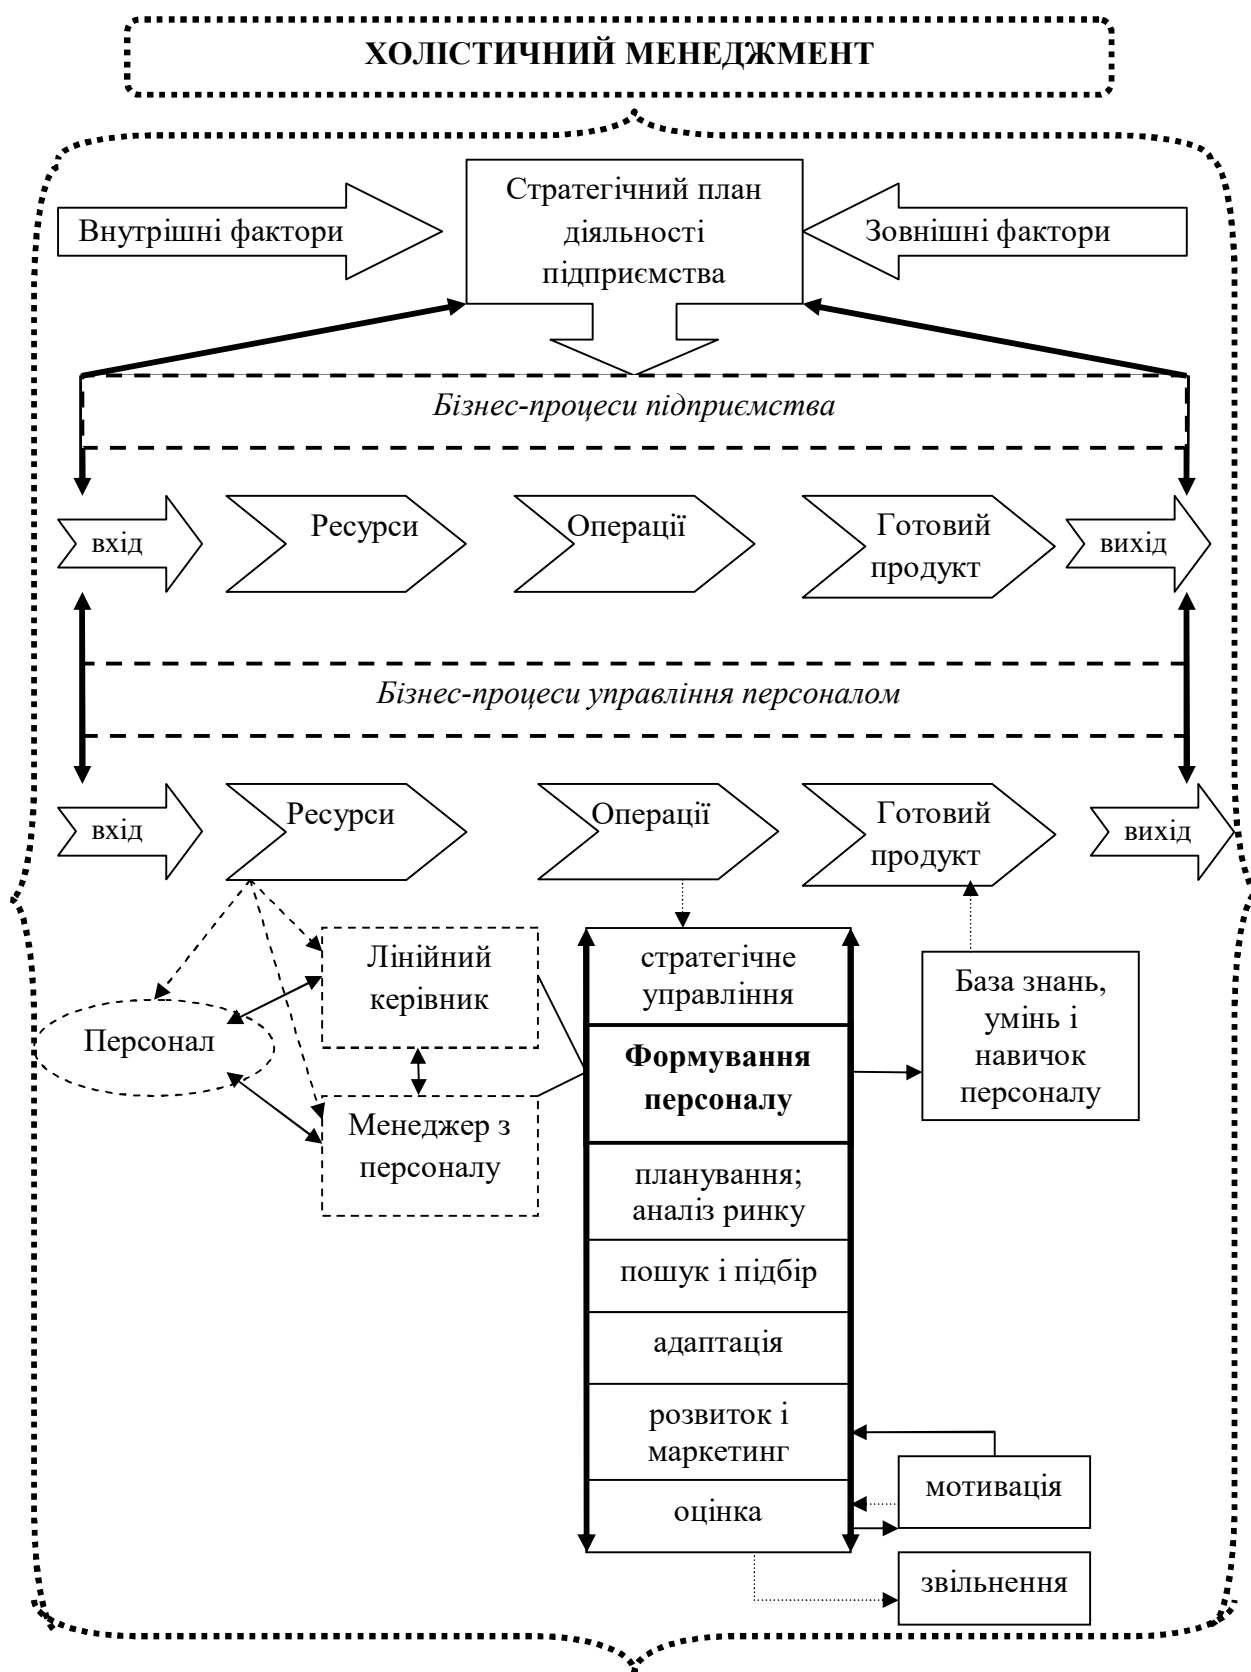 ХОЛІСТИЧНИЙ МЕНЕДЖМЕНТ
Стратегічний план
діяльності
підприємства
Внутрішні фактори
Зовнішні фактори
Бізнес-процеси підприємства
вхід
Ресурси
Операції
Готовий
продукт
вихід
Бізнес-процеси управління персоналом
вхід
Ресурси
Операції
Готовий
продукт
вихід
Персонал
Лінійний
керівник
Менеджер з
персоналу
стратегічне
управління
Формування
персоналу
планування;
аналіз ринку
пошук і підбір
адаптація
розвиток і
маркетинг
оцінка
База знань,
умінь і
навичок
персоналу
мотивація
звільнення